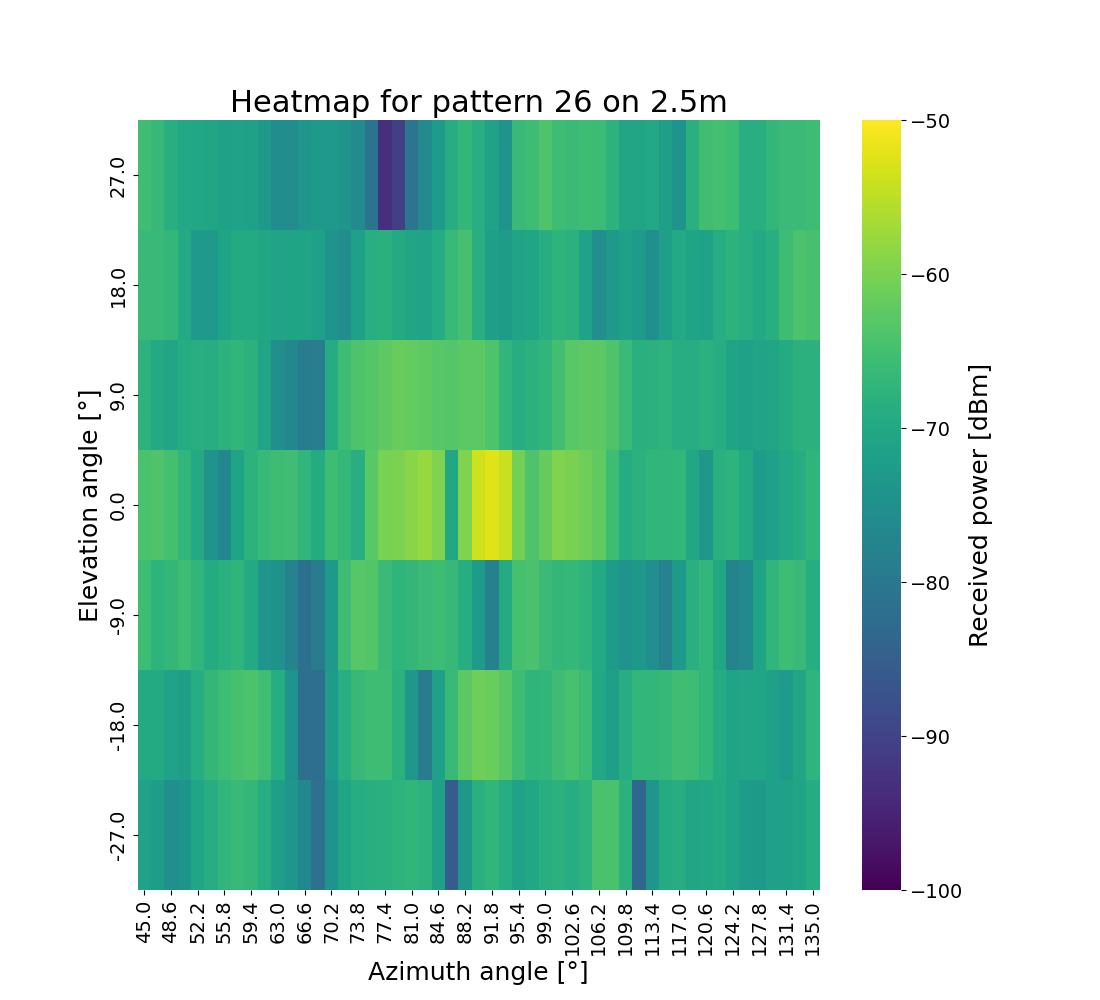 Heatmap for pattern 26 on 2.5m
Elevation angle [°]
27.0
18.0
9.0
0.0
-9.0
-18.0
-27.0
45.0 48.6 52.2 55.8 59.4 63.0 66.6 70.2 73.8 77.4 81.0 84.6 88.2 91.8 95.4 99.0 102.6 106.2 109.8 113.4 117.0 120.6 124.2 127.8 131.4 135.0
Azimuth angle [°]
−50
−60
−70
−80
−90
−100
Received power [dBm]